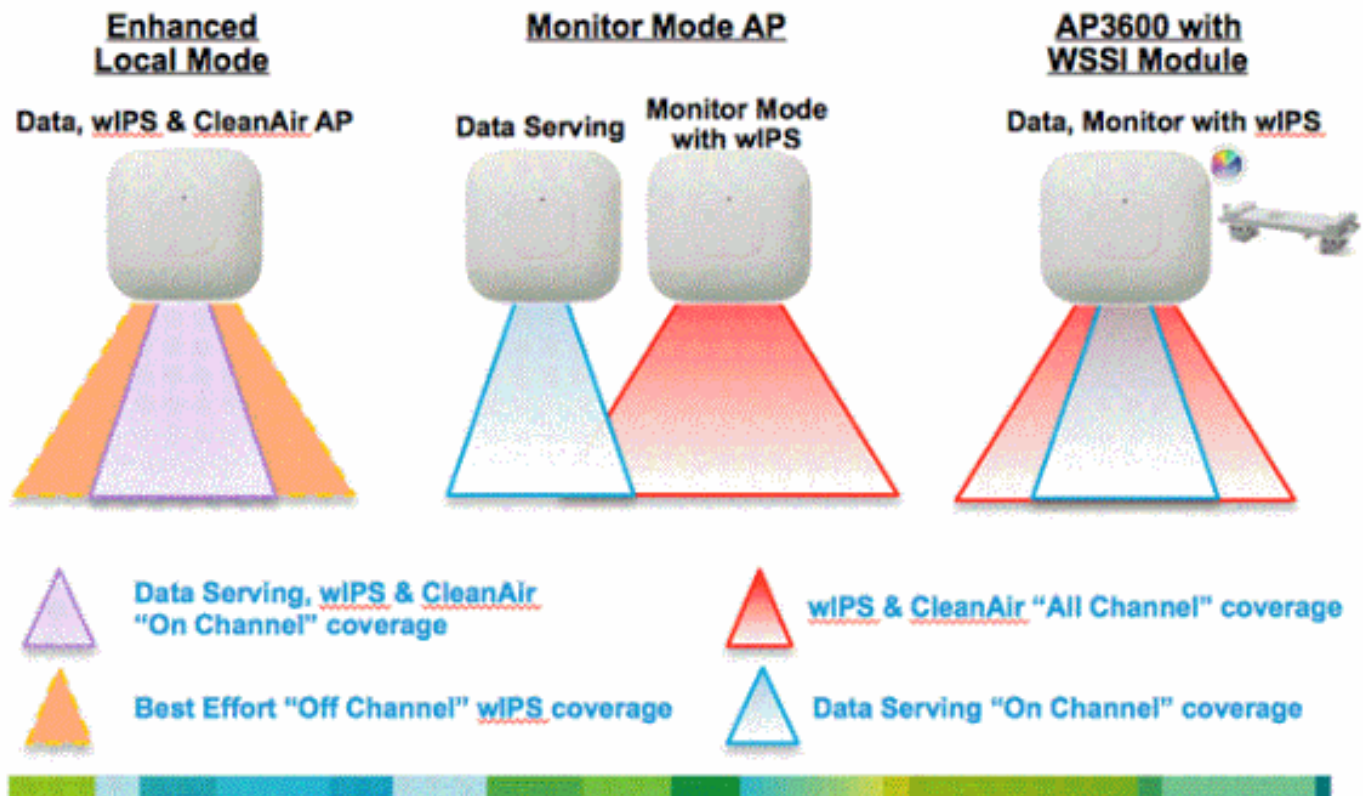 Enhanced
Local Mode
Data, wIPS & CleanAir AP
Monitor Mode AP
Data Serving
Monitor Mode
with wIPS
AP3600 with
WSSI Module
Data, Monitor with wIPS
Data Serving, wIPS & CleanAir
“On Channel” coverage
Best Effort “Off Channel” wIPS coverage
wIPS & CleanAir “All Channel” coverage
Data Serving “On Channel” coverage